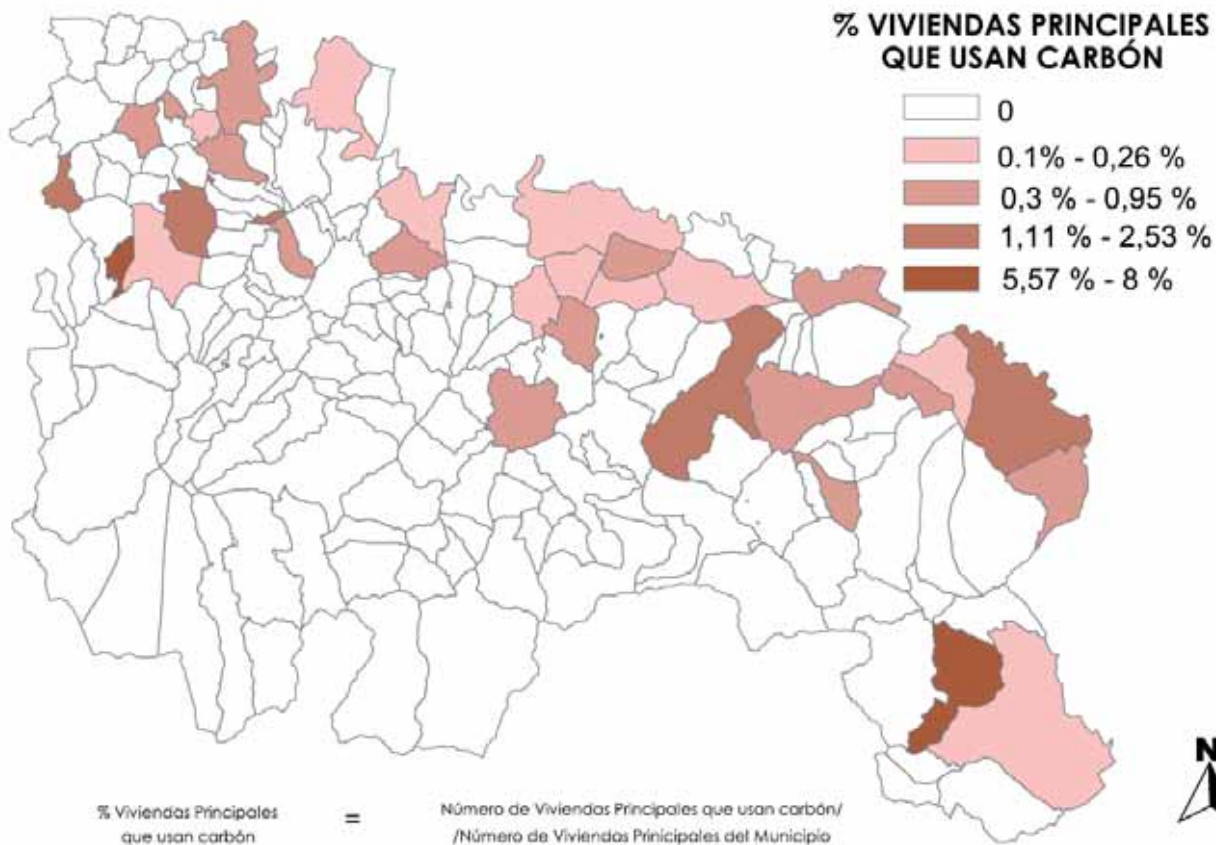 % VIVIENDAS PRINCIPALES
QUE USAN CARBÓN
0
0.1% - 0,26 %
0,3 % - 0,95 %
1,11 % - 2,53 %
5,57 % - 8 %
N
% Viviendas Principales
que usan carbón
=
Número de Viviendas Principales que usan carbón/
/Número de Viviendas Prinicipales del Municipio